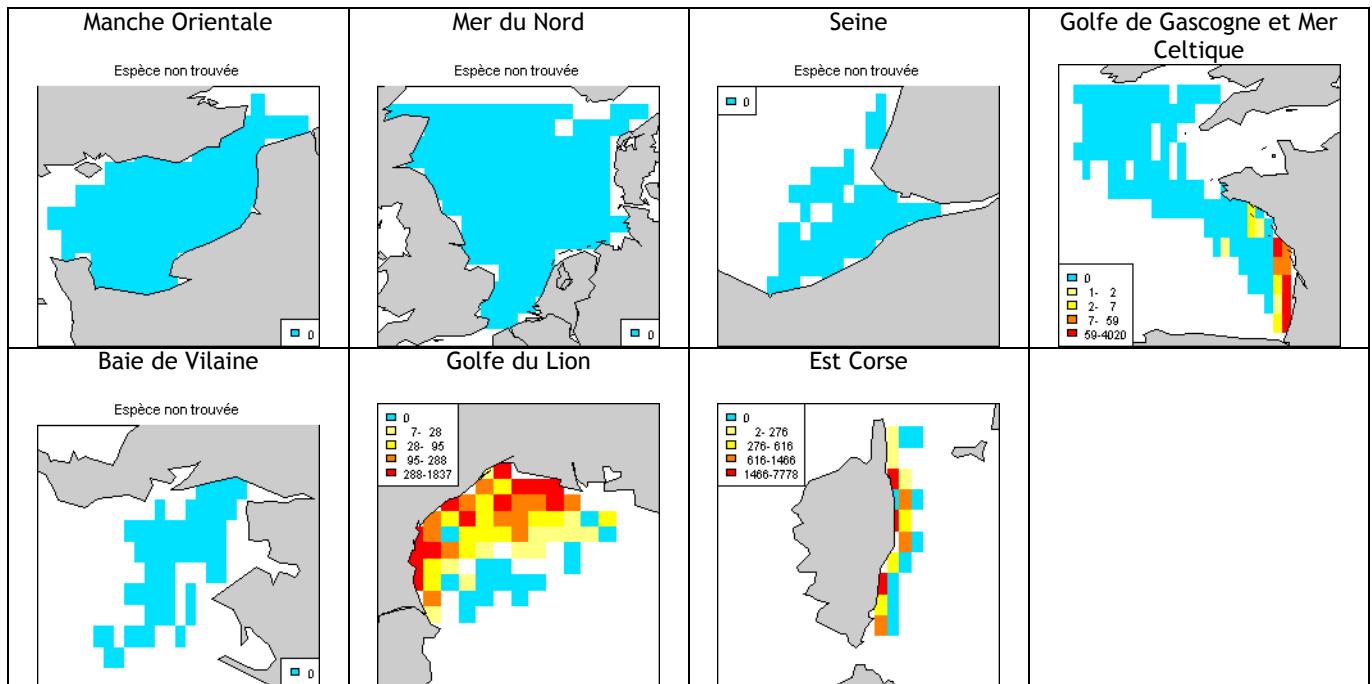 Manche Orientale
Espèce non trouvée
0
Mer du Nord
Espèce non trouvée
0
Seine
Espèce non trouvée
0
Golfe de Gascogne et Mer
Celtique
0
1- 2
2- 7
7- 59
59-4020
Baie de Vilaine
Espèce non trouvée
0
Golfe du Lion
0
7- 28
28- 95
95- 288
288-1837
Est Corse
0
2- 276
276- 616
616-1466
1466-7778